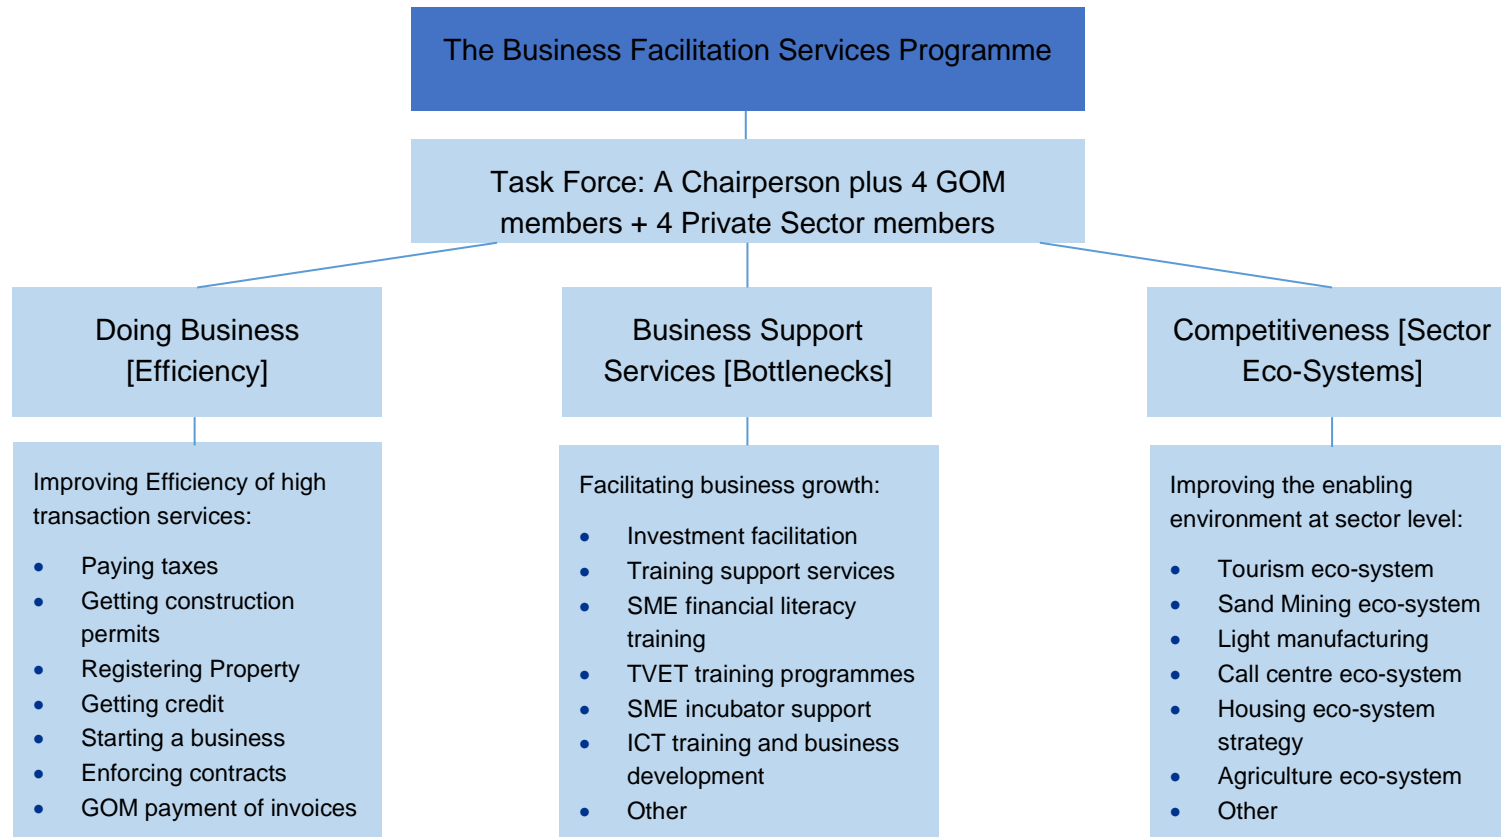 The Business Facilitation Services Programme
Task Force: A Chairperson plus 4 GOM
members + 4 Private Sector members
Doing Business
[Efficiency]
Business Support
Services [Bottlenecks]
Competitiveness [Sector
Eco-Systems]
Improving Efficiency of high
transaction services:
• Paying taxes
• Getting construction
permits
• Registering Property
• Getting credit
• Starting a business
• Enforcing contracts
• GOM payment of invoices
Facilitating business growth:
• Investment facilitation
• Training support services
• SME financial literacy
training
• TVET training programmes
• SME incubator support
• ICT training and business
development
• Other
Improving the enabling
environment at sector level:
• Tourism eco-system
• Sand Mining eco-system
• Light manufacturing
• Call centre eco-system
• Housing eco-system
strategy
• Agriculture eco-system
• Other